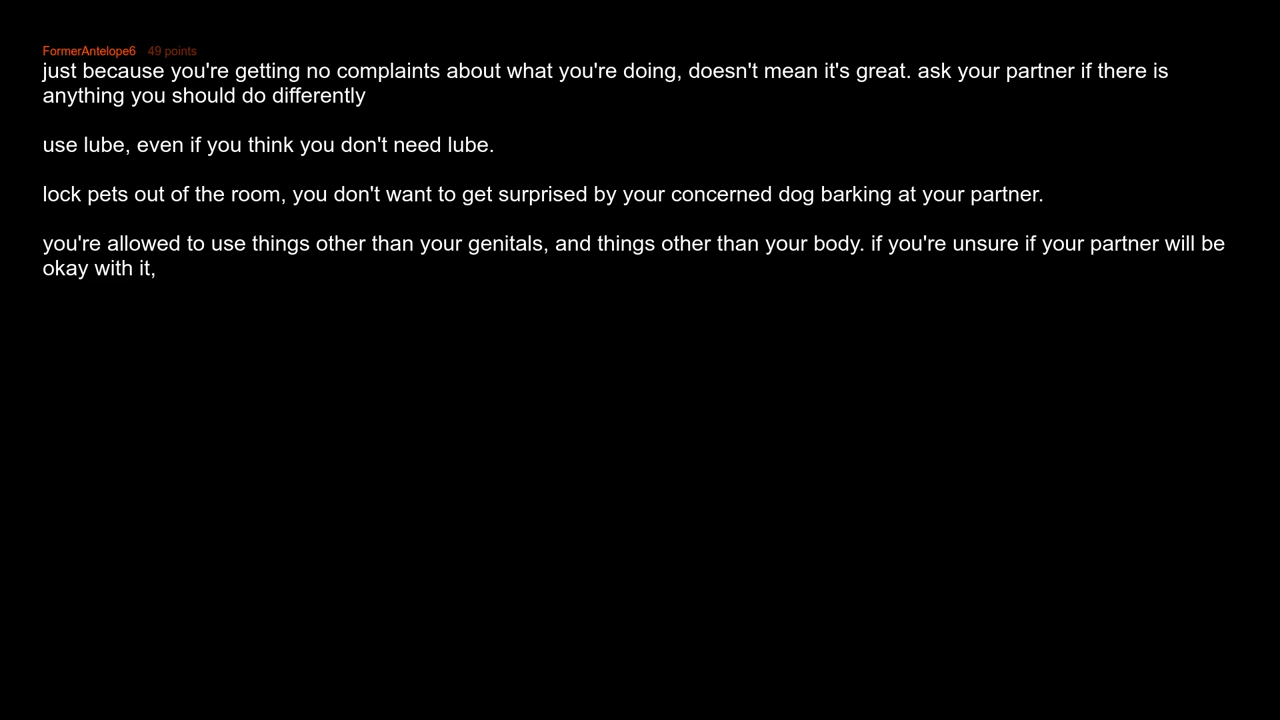 FormerAntelope6 49 points
just because you're getting no complaints about what you're doing, doesn't mean it's great. ask your partner if there is
anything you should do differently
use lube, even if you think you don't need lube.
lock pets out of the room, you don't want to get surprised by your concerned dog barking at your partner.
you're allowed to use things other than your genitals, and things other than your body. if you're unsure if your partner will be
okay with it,